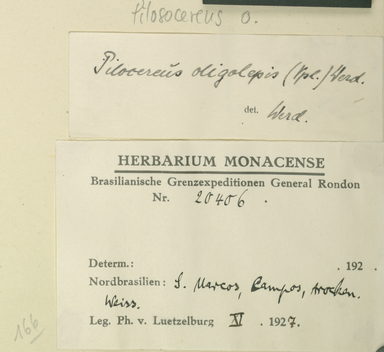 Pilosocereus o.
Pilocereus oligolepis (Vpl.) Werd.
det. Werd.
HERBARIUM MONACENSE
Brasilianische Grenzexpeditionen General Rondon
Nr. 20406.
Determ.: .192 .
Nordbrasilien: S. Marcos, Campos, trocken.
Weiss.
Leg. Ph. v. Luetzelburg XI .1927.
166